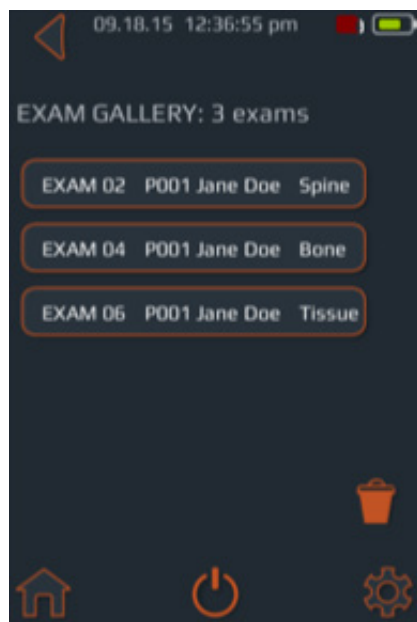 09.18.15 12:36:55 pm
EXAM GALLERY: 3 exams
EXAM 02 P001 Jane Doe Spine
EXAM 04 P001 Jane Doe Bone
EXAM 06 P001 Jane Doe Tissue